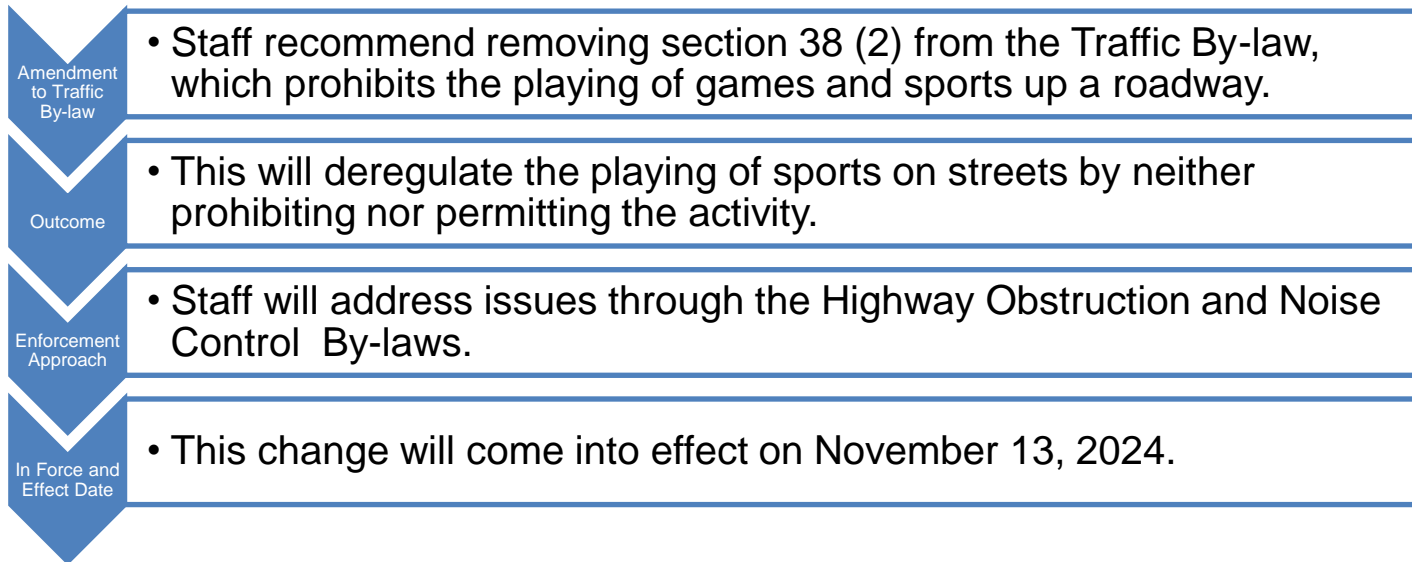 Amendment
to Traffic
By-law
• Staff recommend removing section 38 (2) from the Traffic By-law,
which prohibits the playing of games and sports up a roadway.
Outcome
• This will deregulate the playing of sports on streets by neither
prohibiting nor permitting the activity.
Enforcement
Approach
• Staff will address issues through the Highway Obstruction and Noise
Control  By-laws.
In Force and
Effect Date
• This change will come into effect on November 13, 2024.